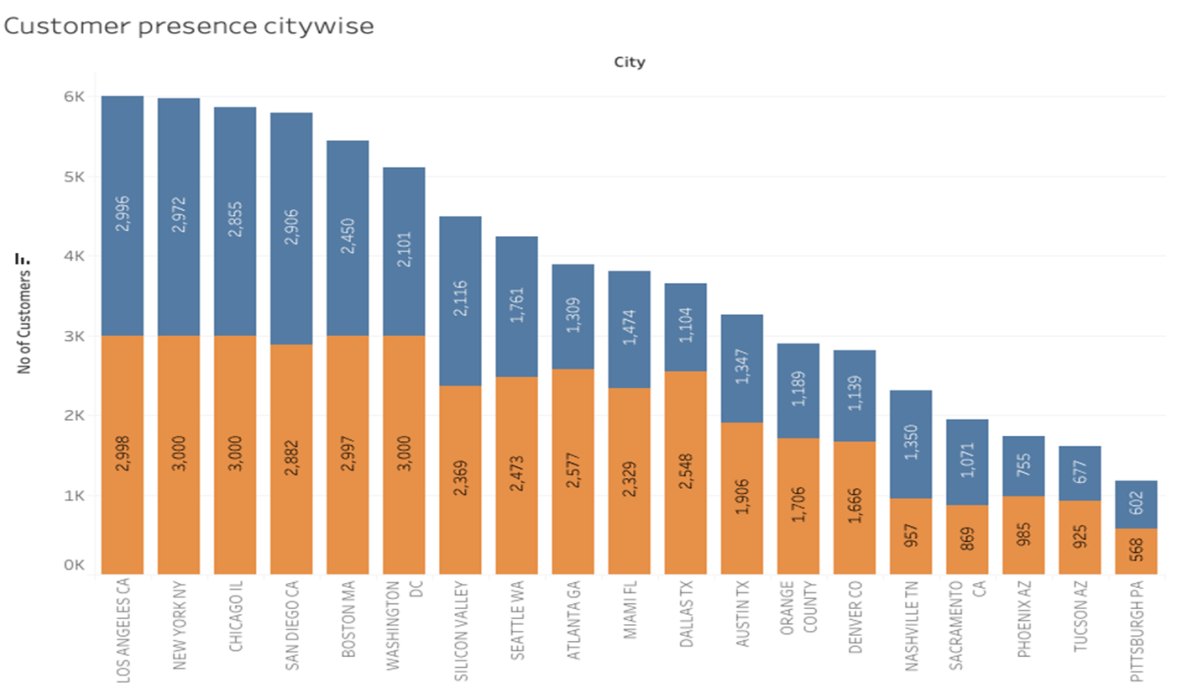 Customer presence citywise
City
No of Customers
6K
5K
4K
3K
2K
1K
0K
2,996
2,972
2,855
2,906
2,450
2,101
2,116
1,761
1,309
1,474
1,104
1,347
1,189
1,139
1,350
1,071
755
677
602
2,998
3,000
3,000
2,882
2,997
3,000
2,369
2,473
2,577
2,329
2,548
1,906
1,706
1,666
957
869
985
925
568
LOS ANGELES CA
NEW YORK NY
CHICAGO IL
SAN DIEGO CA
BOSTON MA
WASHINGTON
DC
SILICON VALLEY
SEATTLE WA
ATLANTA GA
MIAMI FL
DALLAS TX
AUSTIN TX
ORANGE
COUNTY
DENVER CO
NASHVILLE TN
SACRAMENTO
CA
PHOENIX AZ
TUCSON AZ
PITTSBURGH PA